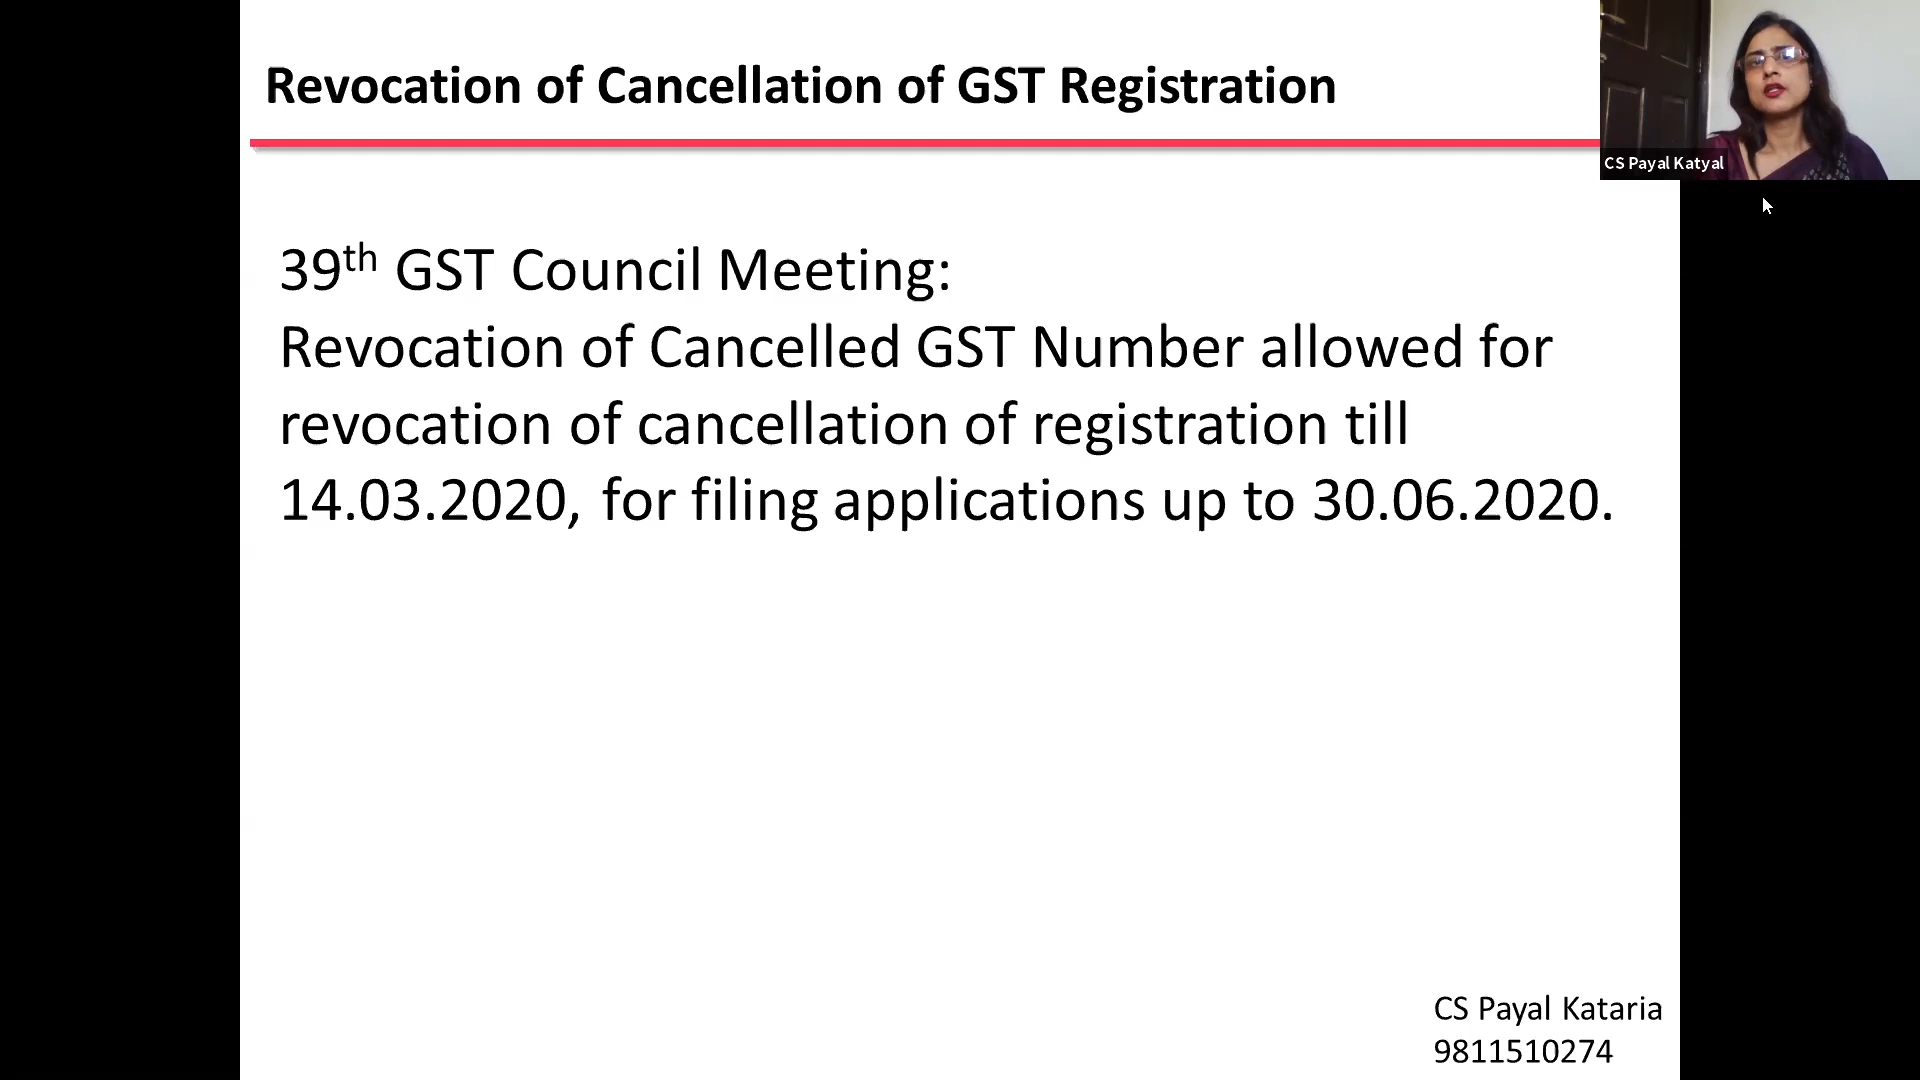 Revocation of Cancellation of GST Registration
CS Payal Katyal
39th GST Council Meeting:
Revocation of Cancelled GST Number allowed for
revocation of cancellation of registration till
14.03.2020, for filing applications up to 30.06.2020.
CS Payal Kataria
9811510274